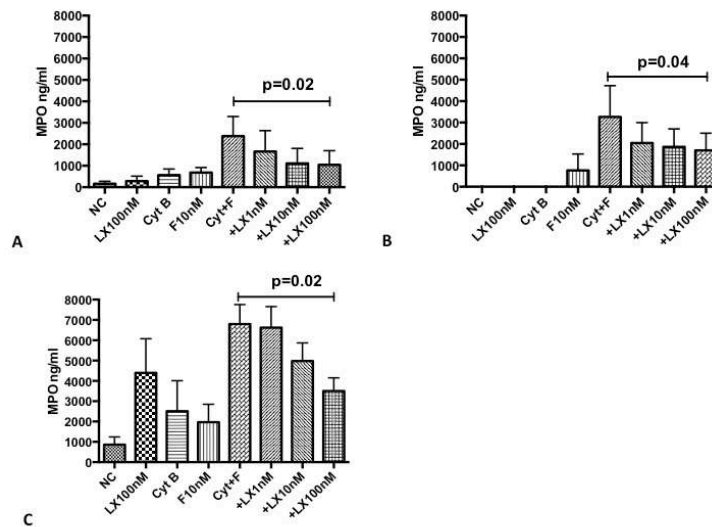 8000
7000
6000
5000
4000
3000
2000
1000
0
MPO ng/ml
p=0.02
NC
LX100nM
Cyt B
F10nM
Cyt+F
+LX1nM
+LX10nM
+LX100nM
A
8000
7000
6000
5000
4000
3000
2000
1000
0
MPO ng/ml
p=0.04
NC
LX100nM
Cyt B
F10nM
Cyt+F
+LX1nM
+LX10nM
+LX100nM
B
8000
7000
6000
5000
4000
3000
2000
1000
0
MPO ng/ml
p=0.02
NC
LX100nM
Cyt B
F10nM
Cyt+F
+LX1nM
+LX10nM
+LX100nM
C